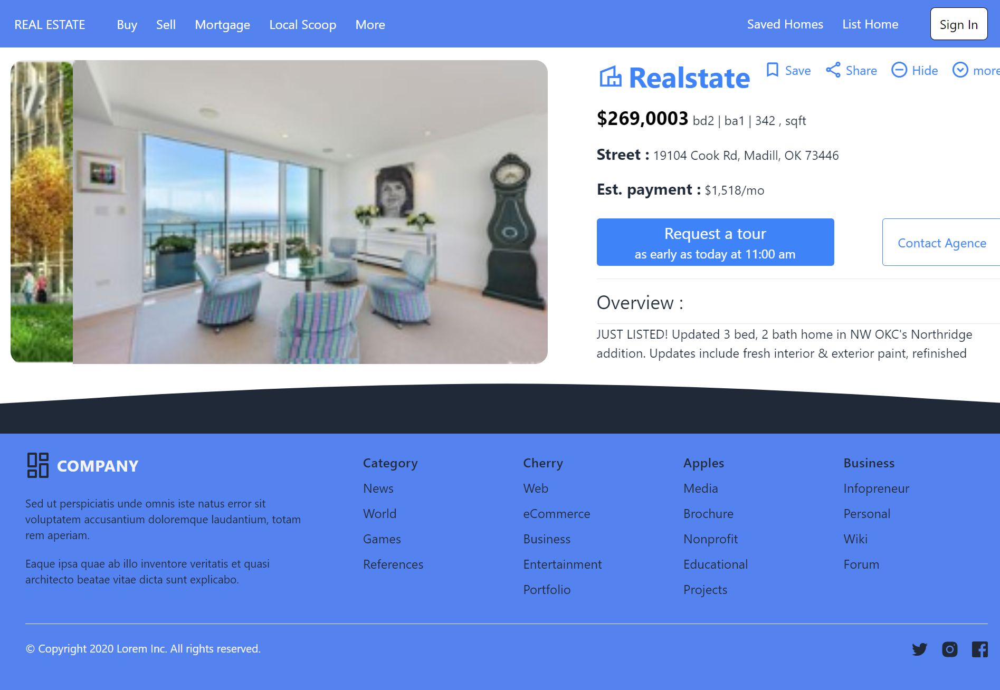 REAL ESTATE Buy Sell Mortgage Local Scoop More Saved Homes List Home Sign In
Realstate Save Share Hide more
$269,0003 bd2 | ba1 | 342 , sqft
Street : 19104 Cook Rd, Madill, OK 73446
Est. payment : $1,518/mo
Request a tour
as early as today at 11:00 am
Contact Agence
Overview :
JUST LISTED! Updated 3 bed, 2 bath home in NW OKC's Northridge
addition. Updates include fresh interior & exterior paint, refinished
COMPANY
Sed ut perspiciatis unde omnis iste natus error sit
voluptatem accusantium doloremque laudantium, totam
rem aperiam.
Eaque ipsa quae ab illo inventore veritatis et quasi
architecto beatae vitae dicta sunt explicabo.
Category
News
World
Games
References
Cherry
Web
eCommerce
Business
Entertainment
Portfolio
Apples
Media
Brochure
Nonprofit
Educational
Projects
Business
Infopreneur
Personal
Wiki
Forum
© Copyright 2020 Lorem Inc. All rights reserved.